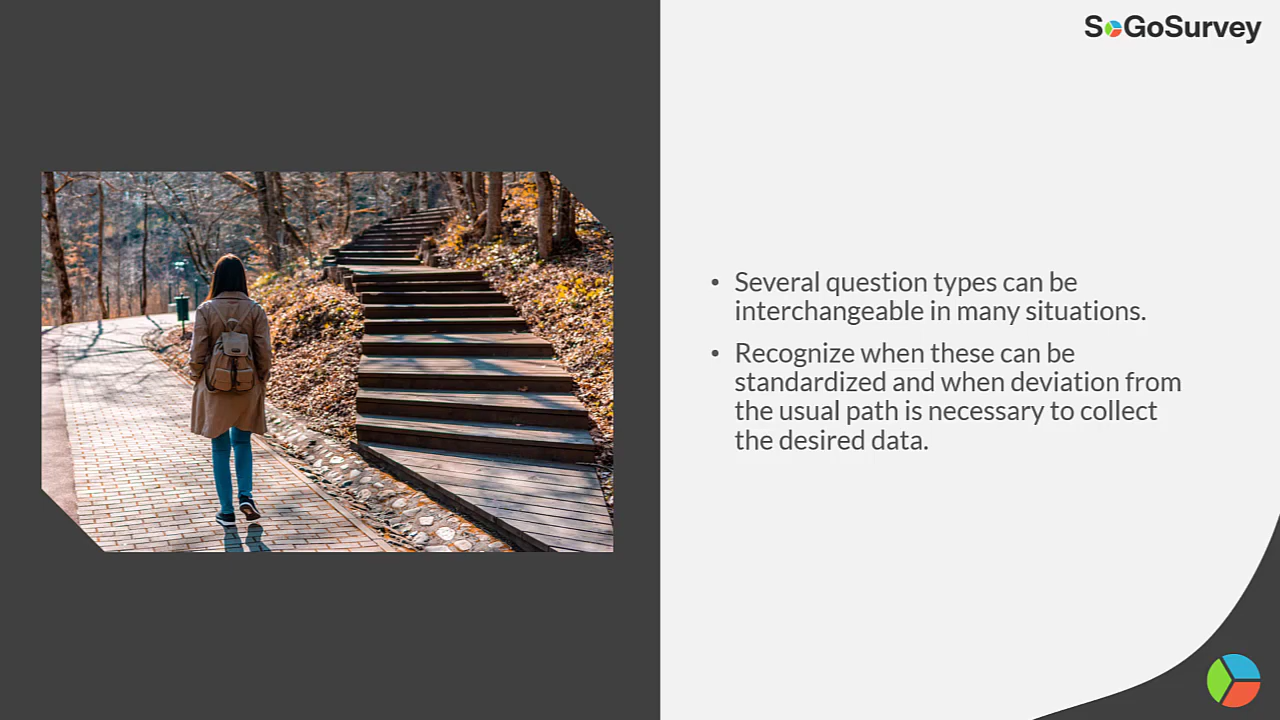 SoGoSurvey
• Several question types can be
interchangeable in many situations.
• Recognize when these can be
standardized and when deviation from
the usual path is necessary to collect
the desired data.